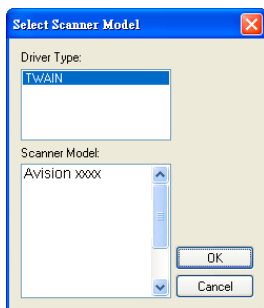 Select Scanner Model
Driver Type:
TWAIN
Scanner Model:
Avision xxxx
OK
Cancel